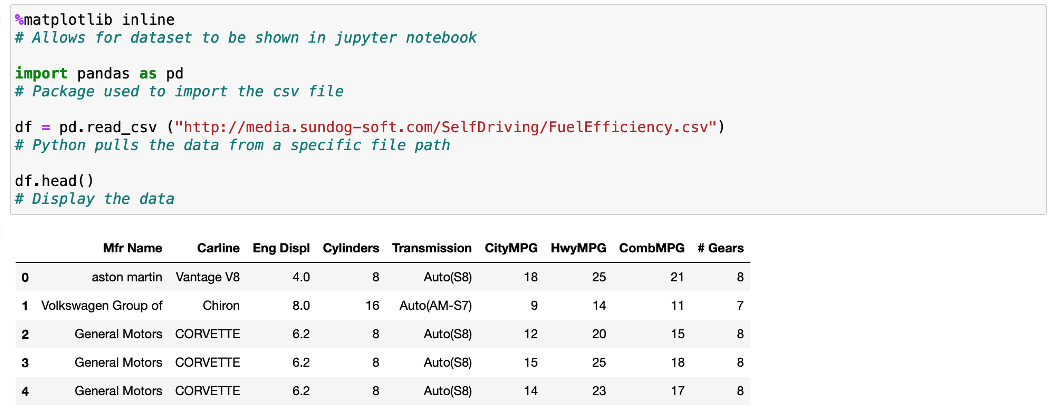 %matplotlib inline
# Allows for dataset to be shown in jupyter notebook
import pandas as pd
# Package used to import the csv file
df = pd.read_csv ("http://media.sundog-soft.com/SelfDriving/FuelEfficiency.csv")
# Python pulls the data from a specific file path
df.head()
# Display the data
Mfr Name Carline Eng Displ Cylinders Transmission CityMPG HwyMPG CombMPG # Gears
0 aston martin Vantage V8 4.0 8 Auto(S8) 18 25 21 8
1 Volkswagen Group of Chiron 8.0 16 Auto(AM-S7) 9 14 11 7
2 General Motors CORVETTE 6.2 8 Auto(S8) 12 20 15 8
3 General Motors CORVETTE 6.2 8 Auto(S8) 15 25 18 8
4 General Motors CORVETTE 6.2 8 Auto(S8) 14 23 17 8